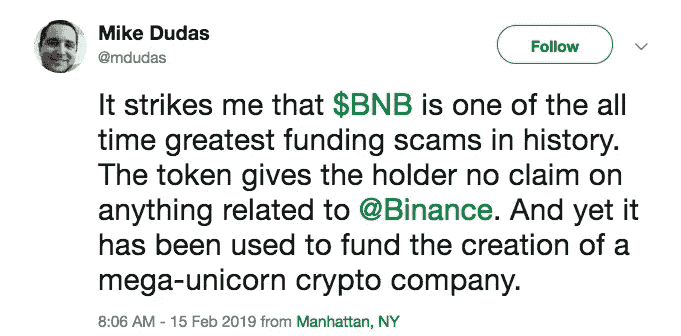 Mike Dudas
@mdudas
Follow
It strikes me that $BNB is one of the all
time greatest funding scams in history.
The token gives the holder no claim on
anything related to @Binance. And yet it
has been used to fund the creation of a
mega-unicorn crypto company.
8:06 AM - 15 Feb 2019 from Manhattan, NY